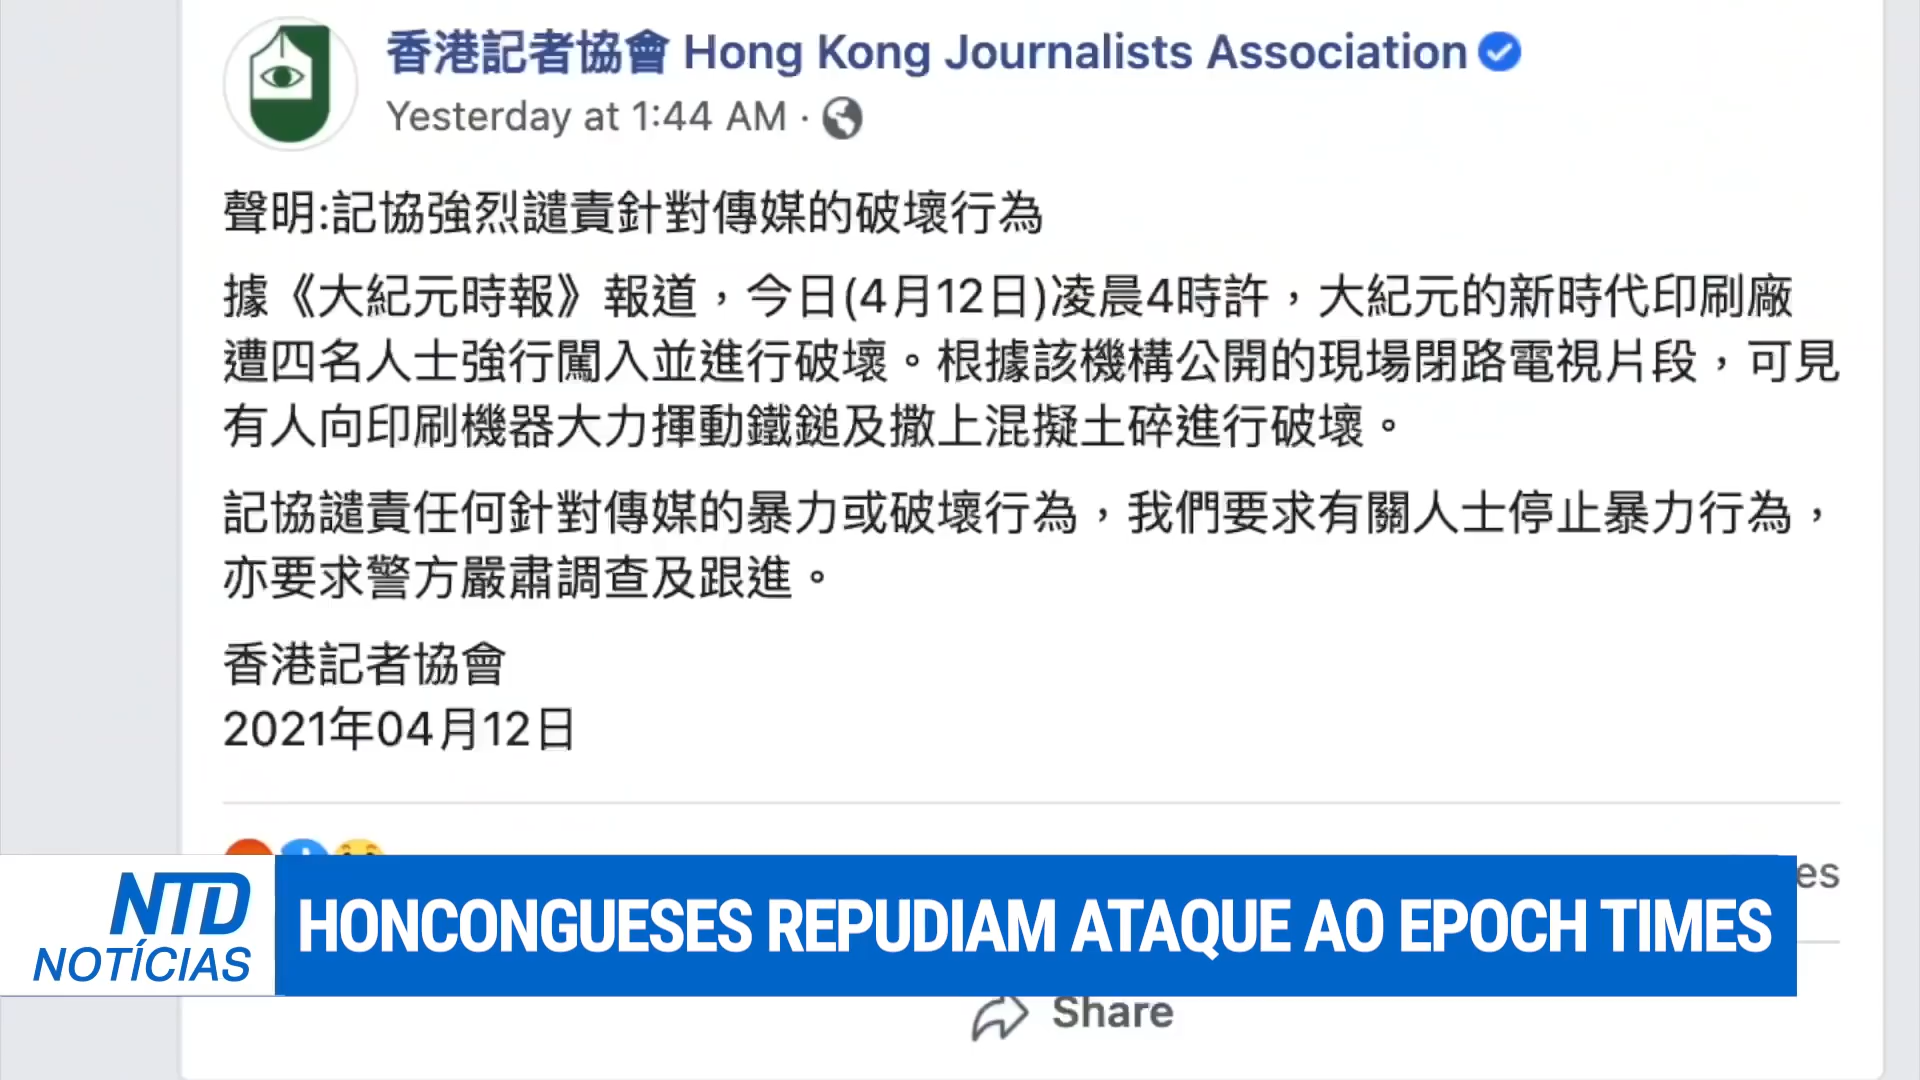 香港記者協會 Hong Kong Journalists Association
Yesterday at 1:44 AM ·
聲明:記協強烈譴責針對傳媒的破壞行為
據《大紀元時報》報道，今日(4月12日)凌晨4時許，大紀元的新時代印刷廠
遭四名人士強行闖入並進行破壞。根據該機構公開的現場閉路電視片段，可見
有人向印刷機器大力揮動鐵鎚及撒上混凝土碎進行破壞。
記協譴責任何針對傳媒的暴力或破壞行為，我們要求有關人士停止暴力行為，
亦要求警方嚴肅調查及跟進。
香港記者協會
2021年04月12日
NTD
NOTÍCIAS
HONCONGUESES REPUDIAM ATAQUE AO EPOCH TIMES
Share